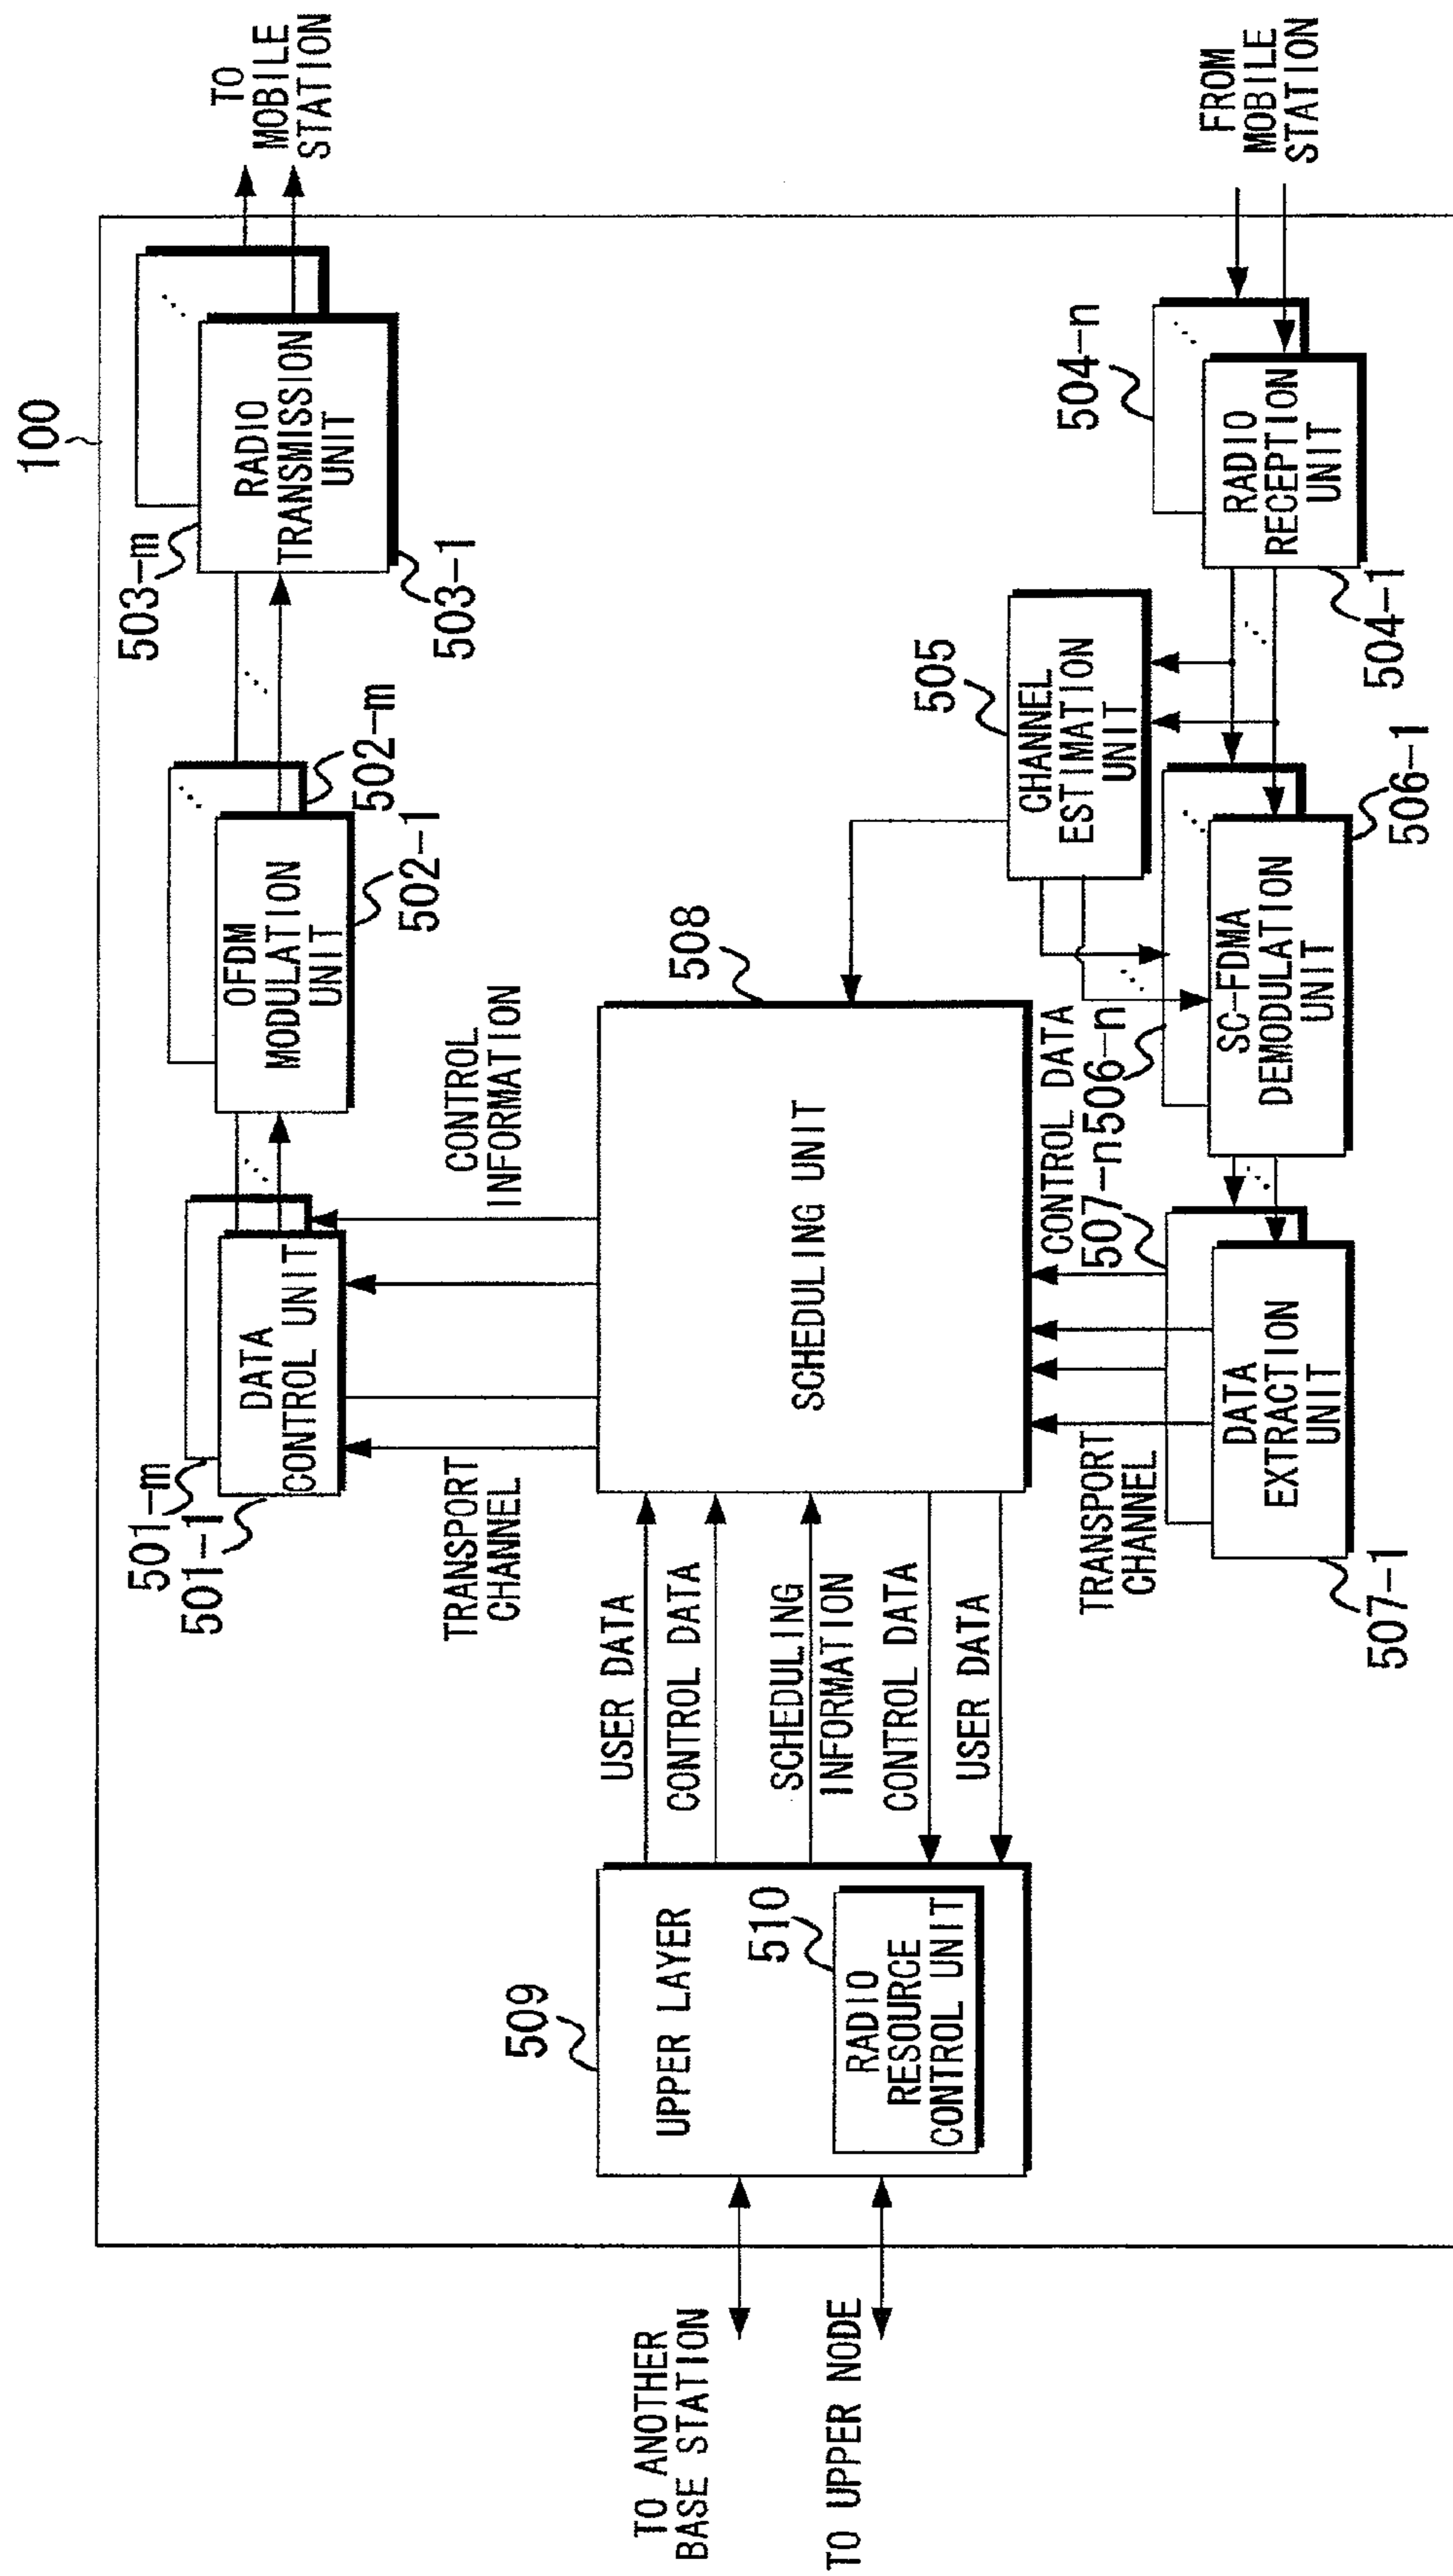 100
TO
MOBILE
STATION
503-m
RADIO
TRANSMISSION
UNIT
503-1
502-m
502-1
OFDM
MODULATION
UNIT
501-m
501-1
DATA
CONTROL UNIT
CONTROL
INFORMATION
TRANSPORT
CHANNEL
508
SCHEDULING UNIT
USER DATA
CONTROL DATA
SCHEDULING
INFORMATION
CONTROL DATA
USER DATA
509
UPPER LAYER
510
RADIO
RESOURCE
CONTROL UNIT
TO ANOTHER
BASE STATION
TO UPPER NODE
FROM
MOBILE
STATION
504-n
RADIO
RECEPTION
UNIT
504-1
505
CHANNEL
ESTIMATION
UNIT
506-n
506-1
SC-FDMA
DEMODULATION
UNIT
CONTROL DATA
507-n
TRANSPORT
CHANNEL
DATA
EXTRACTION
UNIT
507-1